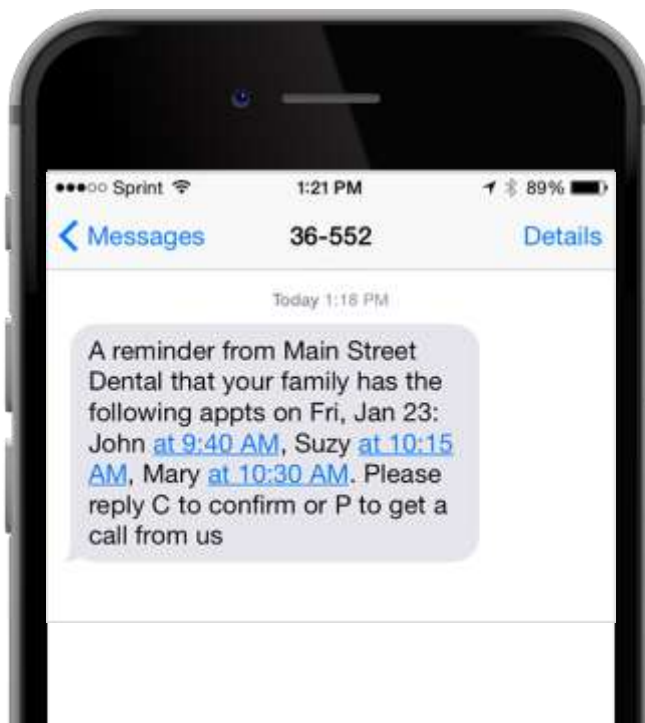 Sprint 1:21 PM 89%
Messages 36-552 Details
Today 1:18 PM
A reminder from Main Street
Dental that your family has the
following appts on Fri, Jan 23:
John at 9:40 AM, Suzy at 10:15
AM, Mary at 10:30 AM. Please
reply C to confirm or P to get a
call from us